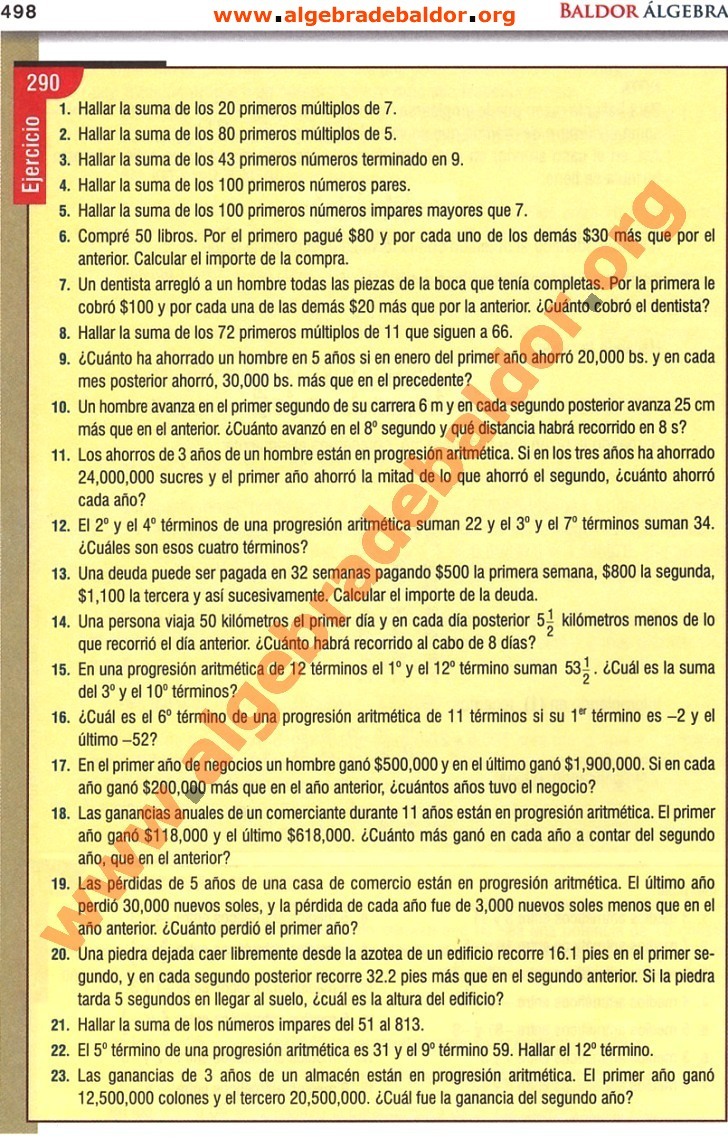 498
www.algebradebaldor.org
BALDOR ÁLGEBRA
290
Ejercicio
1. Hallar la suma de los 20 primeros múltiplos de 7.
2. Hallar la suma de los 80 primeros múltiplos de 5.
3. Hallar la suma de los 43 primeros números terminado en 9.
4. Hallar la suma de los 100 primeros números pares.
5. Hallar la suma de los 100 primeros números impares mayores que 7.
6. Compré 50 libros. Por el primero pagué $80 y por cada uno de los demás $30 más que por el
anterior. Calcular el importe de la compra.
7. Un dentista arregló a un hombre todas las piezas de la boca que tenía completas. Por la primera le
cobró $100 y por cada una de las demás $20 más que por la anterior. ¿Cuánto cobró el dentista?
8. Hallar la suma de los 72 primeros múltiplos de 11 que siguen a 66.
9. ¿Cuánto ha ahorrado un hombre en 5 años si en enero del primer año ahorró 20,000 bs. y en cada
mes posterior ahorró, 30,000 bs. más que en el precedente?
10. Un hombre avanza en el primer segundo de su carrera 6 m y en cada segundo posterior avanza 25 cm
más que en el anterior. ¿Cuánto avanzó en el 8º segundo y qué distancia habrá recorrido en 8 s?
11. Los ahorros de 3 años de un hombre están en progresión aritmética. Si en los tres años ha ahorrado
24,000,000 sucres y el primer año ahorró la mitad de lo que ahorró el segundo, ¿cuánto ahorró
cada año?
12. El 2º y el 4º términos de una progresión aritmética suman 22 y el 3º y el 7º términos suman 34.
¿Cuáles son esos cuatro términos?
13. Una deuda puede ser pagada en 32 semanas pagando $500 la primera semana, $800 la segunda,
$1,100 la tercera y así sucesivamente. Calcular el importe de la deuda.
14. Una persona viaja 50 kilómetros el primer día y en cada día posterior 5 1/2 kilómetros menos de lo
que recorrió el día anterior. ¿Cuánto habrá recorrido al cabo de 8 días?
15. En una progresión aritmética de 12 términos el 1º y el 12º término suman 53 1/2. ¿Cuál es la suma
del 3º y el 10º términos?
16. ¿Cuál es el 6º término de una progresión aritmética de 11 términos si su 1er término es –2 y el
último –52?
17. En el primer año de negocios un hombre ganó $500,000 y en el último ganó $1,900,000. Si en cada
año ganó $200,000 más que en el año anterior, ¿cuántos años tuvo el negocio?
18. Las ganancias anuales de un comerciante durante 11 años están en progresión aritmética. El primer
año ganó $118,000 y el último $618,000. ¿Cuánto más ganó en cada año a contar del segundo
año, que en el anterior?
19. Las pérdidas de 5 años de una casa de comercio están en progresión aritmética. El último año
perdió 30,000 nuevos soles, y la pérdida de cada año fue de 3,000 nuevos soles menos que en el
año anterior. ¿Cuánto perdió el primer año?
20. Una piedra dejada caer libremente desde la azotea de un edificio recorre 16.1 pies en el primer se-
gundo, y en cada segundo posterior recorre 32.2 pies más que en el segundo anterior. Si la piedra
tarda 5 segundos en llegar al suelo, ¿cuál es la altura del edificio?
21. Hallar la suma de los números impares del 51 al 813.
22. El 5º término de una progresión aritmética es 31 y el 9º término 59. Hallar el 12º término.
23. Las ganancias de 3 años de un almacén están en progresión aritmética. El primer año ganó
12,500,000 colones y el tercero 20,500,000. ¿Cuál fue la ganancia del segundo año?
www.algebradebaldor.org